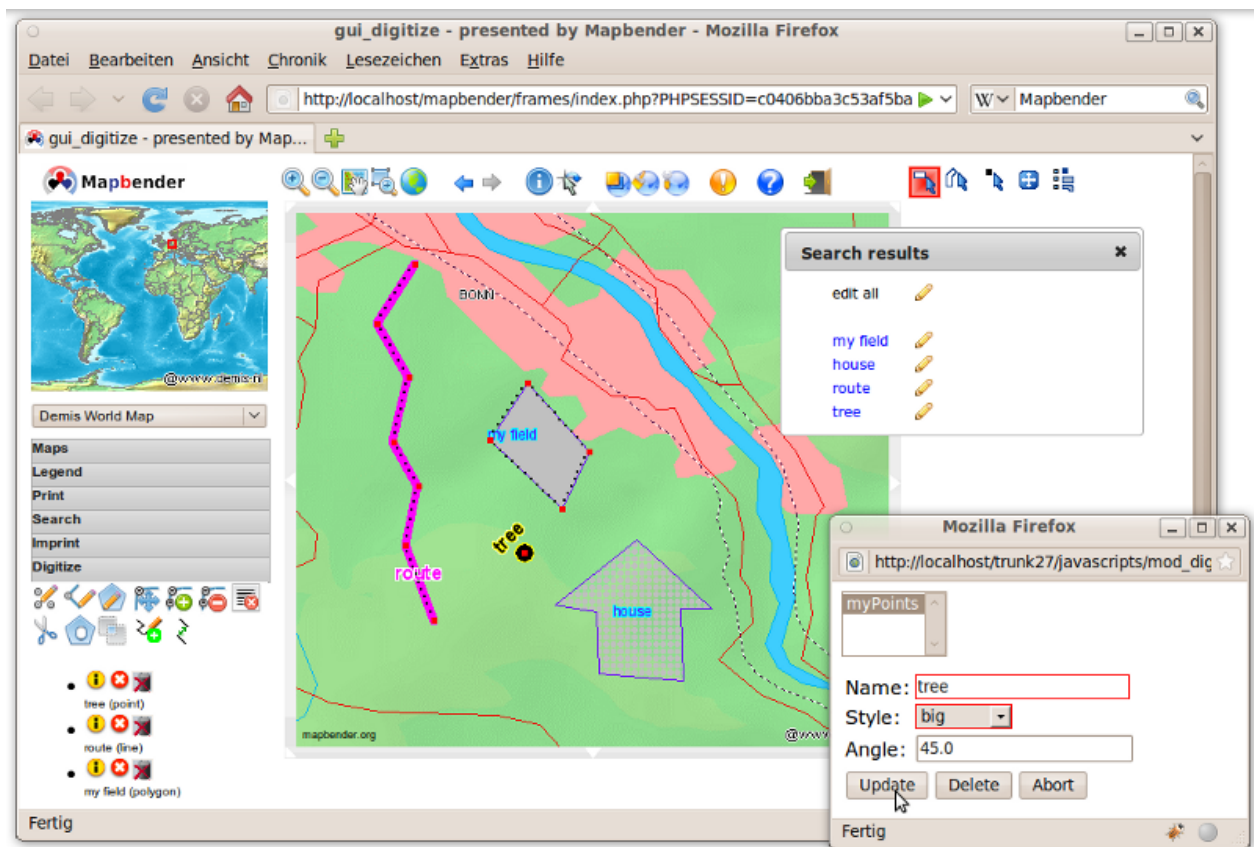 gui_digitize - presented by Mapbender - Mozilla Firefox
Datei Bearbeiten Ansicht Chronik Lesezeichen Extras Hilfe
http://localhost/mapbender/frames/index.php?PHPSESSID=c0406bba3c53af5ba
W Mapbender
gui_digitize - presented by Map...
Mapbender
@www.demis.nl
Demis World Map
Maps
Legend
Print
Search
Imprint
Digitize
tree (point)
route (line)
my field (polygon)
BONN
my field
tree
route
house
mapbender.org
@www
Search results
edit all
my field
house
route
tree
Mozilla Firefox
http://localhost/trunk27/javascripts/mod_dig
myPoints
Name: tree
Style: big
Angle: 45.0
Update Delete Abort
Fertig
Fertig